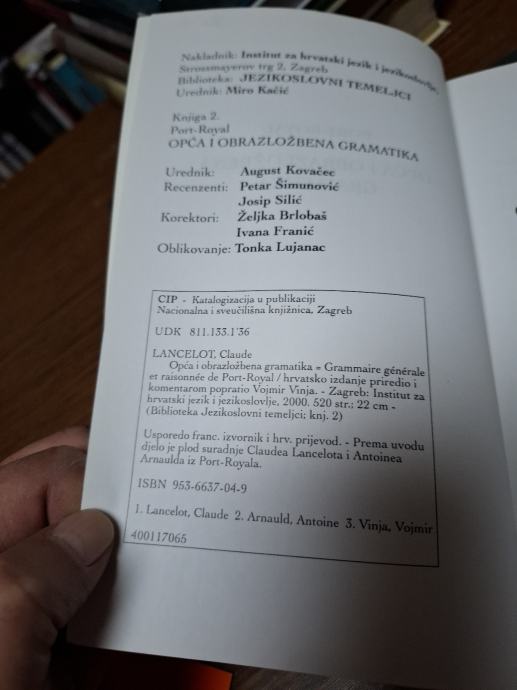 Nakladnik: Institut za hrvatski jezik i jezikoslovlje,
Strossmayerov trg 2, Zagreb
Biblioteka: JEZIKOSLOVNI TEMELJCI
Urednik: Miro Kačić
Knjiga 2.
Port-Royal
OPĆA I OBRAZLOŽBENA GRAMATIKA
Urednik: August Kovačec
Recenzenti: Petar Šimunović
Josip Silić
Korektori: Željka Brlobaš
Ivana Franić
Oblikovanje: Tonka Lujanac
CIP - Katalogizacija u publikaciji
Nacionalna i sveučilišna knjižnica, Zagreb
UDK 811.133.1'36
LANCELOT, Claude
Opća i obrazložbena gramatika = Grammaire générale
et raisonnée de Port-Royal / hrvatsko izdanje priredio i
komentarom popratio Vojmir Vinja. - Zagreb: Institut za
hrvatski jezik i jezikoslovlje, 2000. 520 str.; 22 cm -
(Biblioteka Jezikoslovni temeljci; knj. 2)
Usporedo franc. izvornik i hrv. prijevod. - Prema uvodu
djelo je plod suradnje Claudea Lancelota i Antoinea
Arnaulda iz Port-Royala.
ISBN 953-6637-04-9
1. Lancelot, Claude 2. Arnauld, Antoine 3. Vinja, Vojmir
400117065